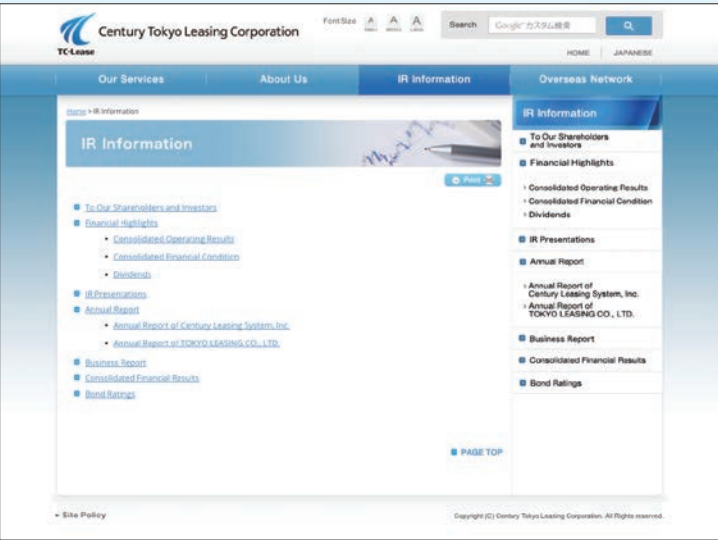 Century Tokyo Leasing Corporation
TC-Lease
Font Size A A A
Search Google カスタム検索
HOME JAPANESE
Our Services About Us IR Information Overseas Network
Home > IR Information
IR Information
Print
To Our Shareholders and Investors
Financial Highlights
Consolidated Operating Results
Consolidated Financial Condition
Dividends
IR Presentations
Annual Report
Annual Report of Century Leasing System, Inc.
Annual Report of TOKYO LEASING CO., LTD.
Business Report
Consolidated Financial Results
Bond Ratings
PAGE TOP
IR Information
To Our Shareholders
and Investors
Financial Highlights
Consolidated Operating Results
Consolidated Financial Condition
Dividends
IR Presentations
Annual Report
Annual Report of
Century Leasing System, Inc.
Annual Report of
TOKYO LEASING CO., LTD.
Business Report
Consolidated Financial Results
Bond Ratings
Site Policy
Copyright (C) Century Tokyo Leasing Corporation. All Rights reserved.